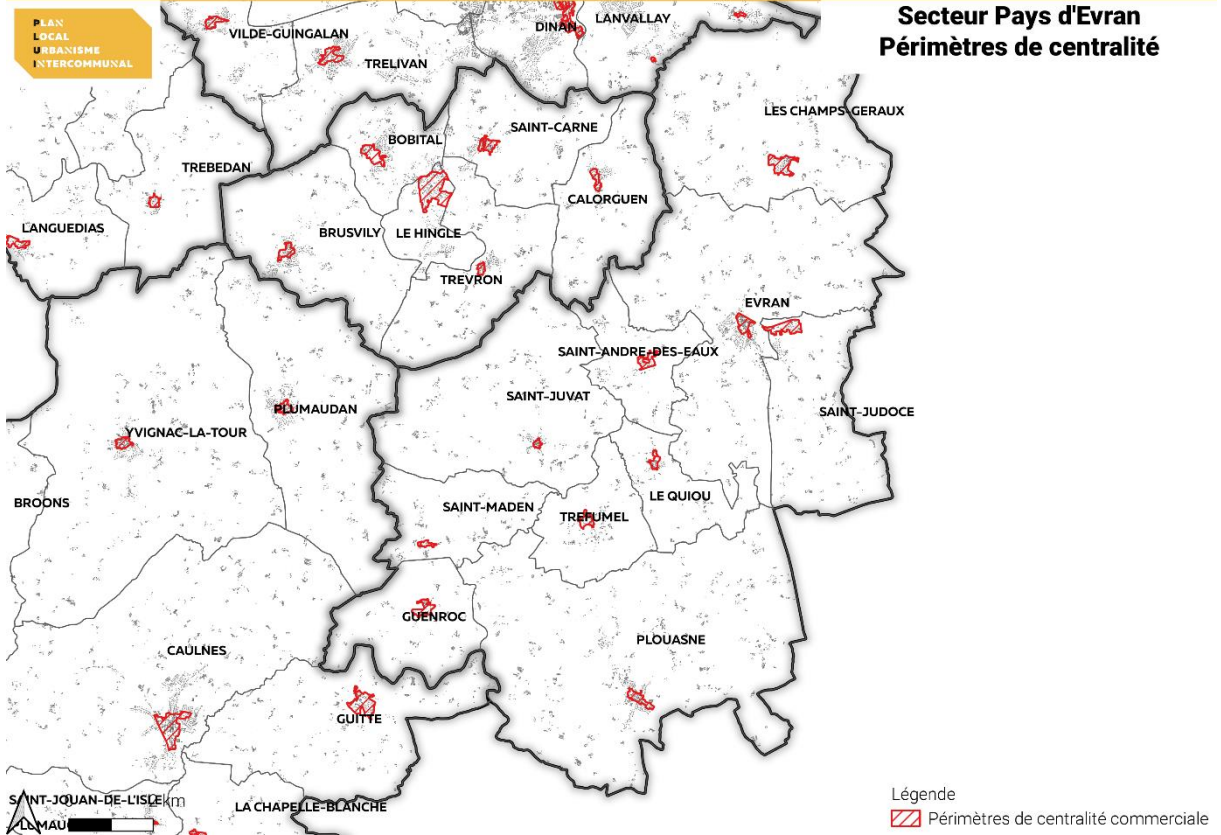 PLAN
LOCAL
URBANISME
INTERCOMMUNAL
Secteur Pays d'Evran
Périmètres de centralité
VILDE-GUINGALAN
DINAN
LANVALLAY
TRELIVAN
LES CHAMPS-GERAUX
SAINT-CARNE
BOBITAL
TREBEDAN
CALORGUEN
LANGUEDIAS
BRUSVILY
LE HINGLE
TREVRON
EVRAN
SAINT-ANDRE-DES-EAUX
SAINT-JUVAT
PLUMAUDAN
SAINT-JUDOCE
YVIGNAC-LA-TOUR
BROONS
SAINT-MADEN
TREFUMEL
LE QUIOU
GUENROC
PLOUASNE
CAULNES
GUITTE
SAINT-JOUAN-DE-L'ISLE
2 km
LA CHAPELLE-BLANCHE
Légende
Périmètres de centralité commerciale